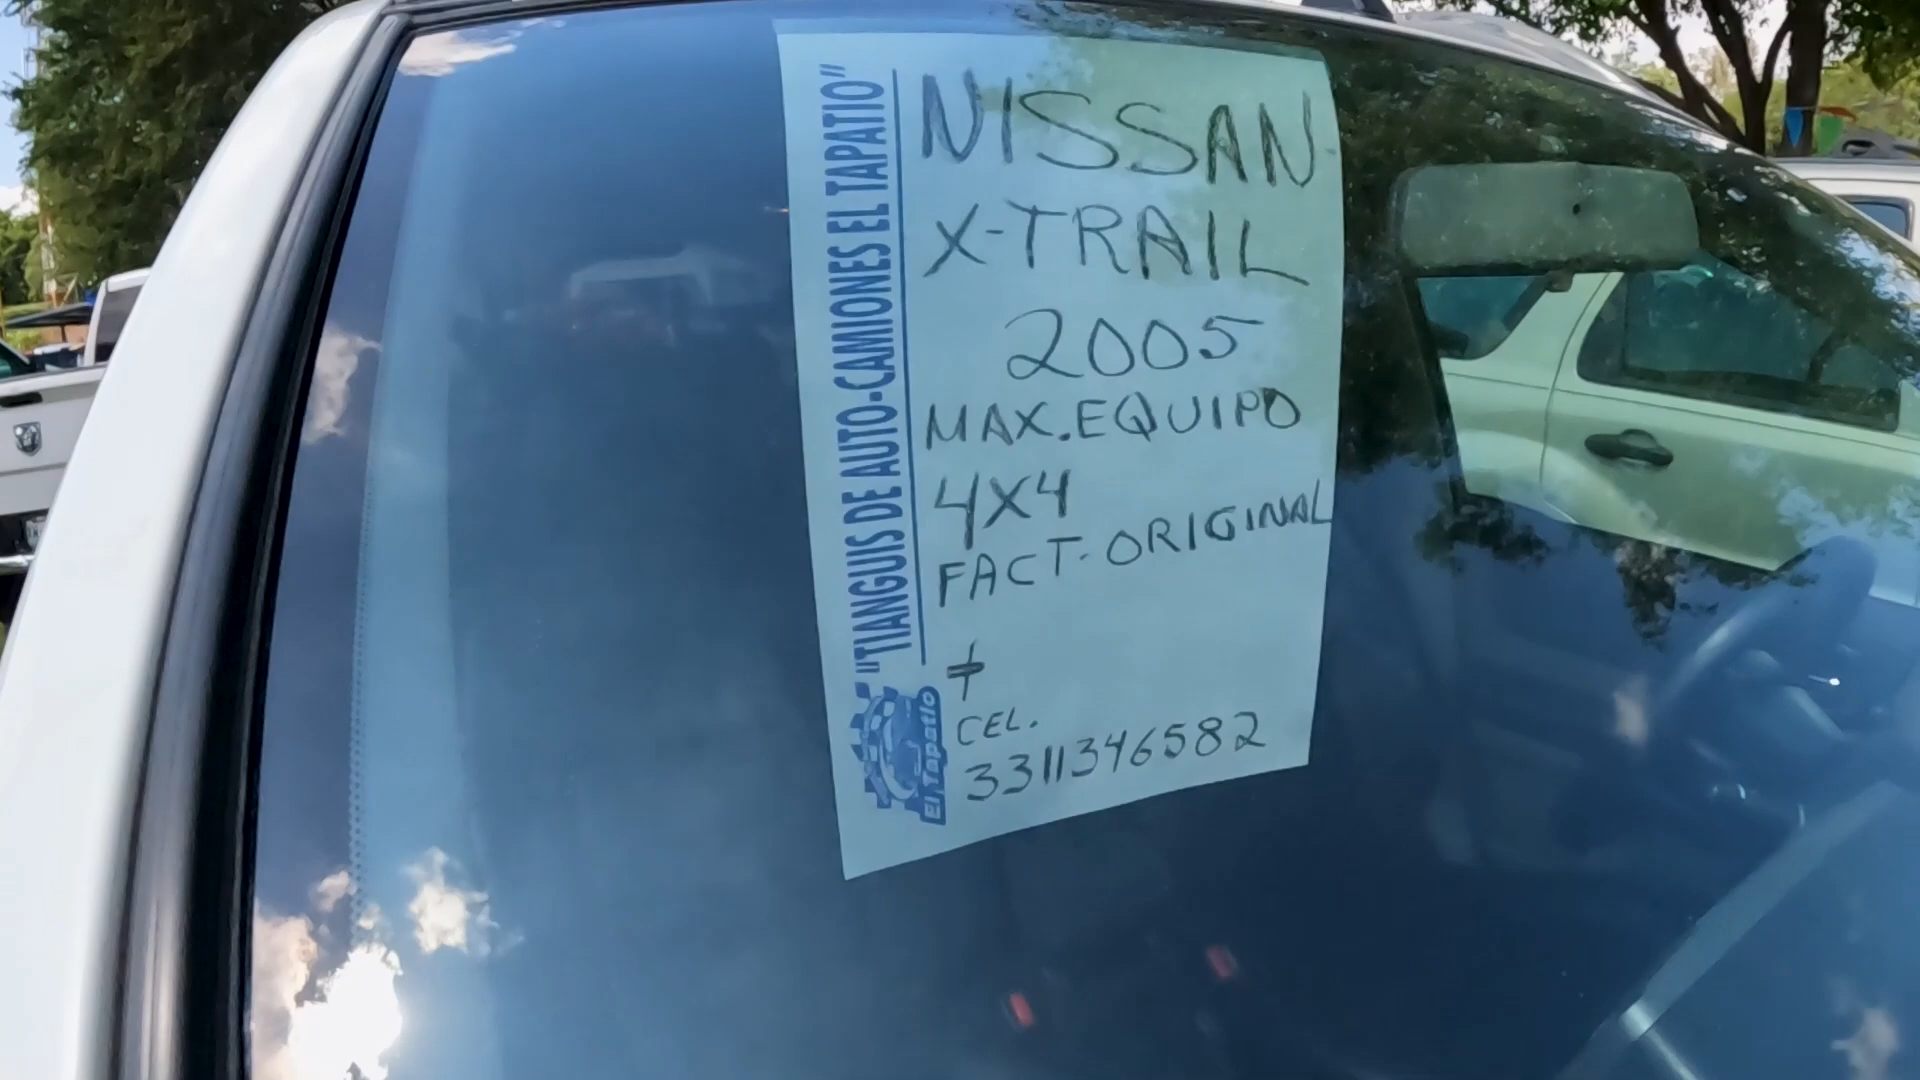 "TIANGUIS DE AUTO-CAMIONES EL TAPATIO"
El Tapatio
NISSAN
X-TRAIL
2005
MAX. EQUIPO
4X4
FACT-ORIGINAL
CEL.
3311346582